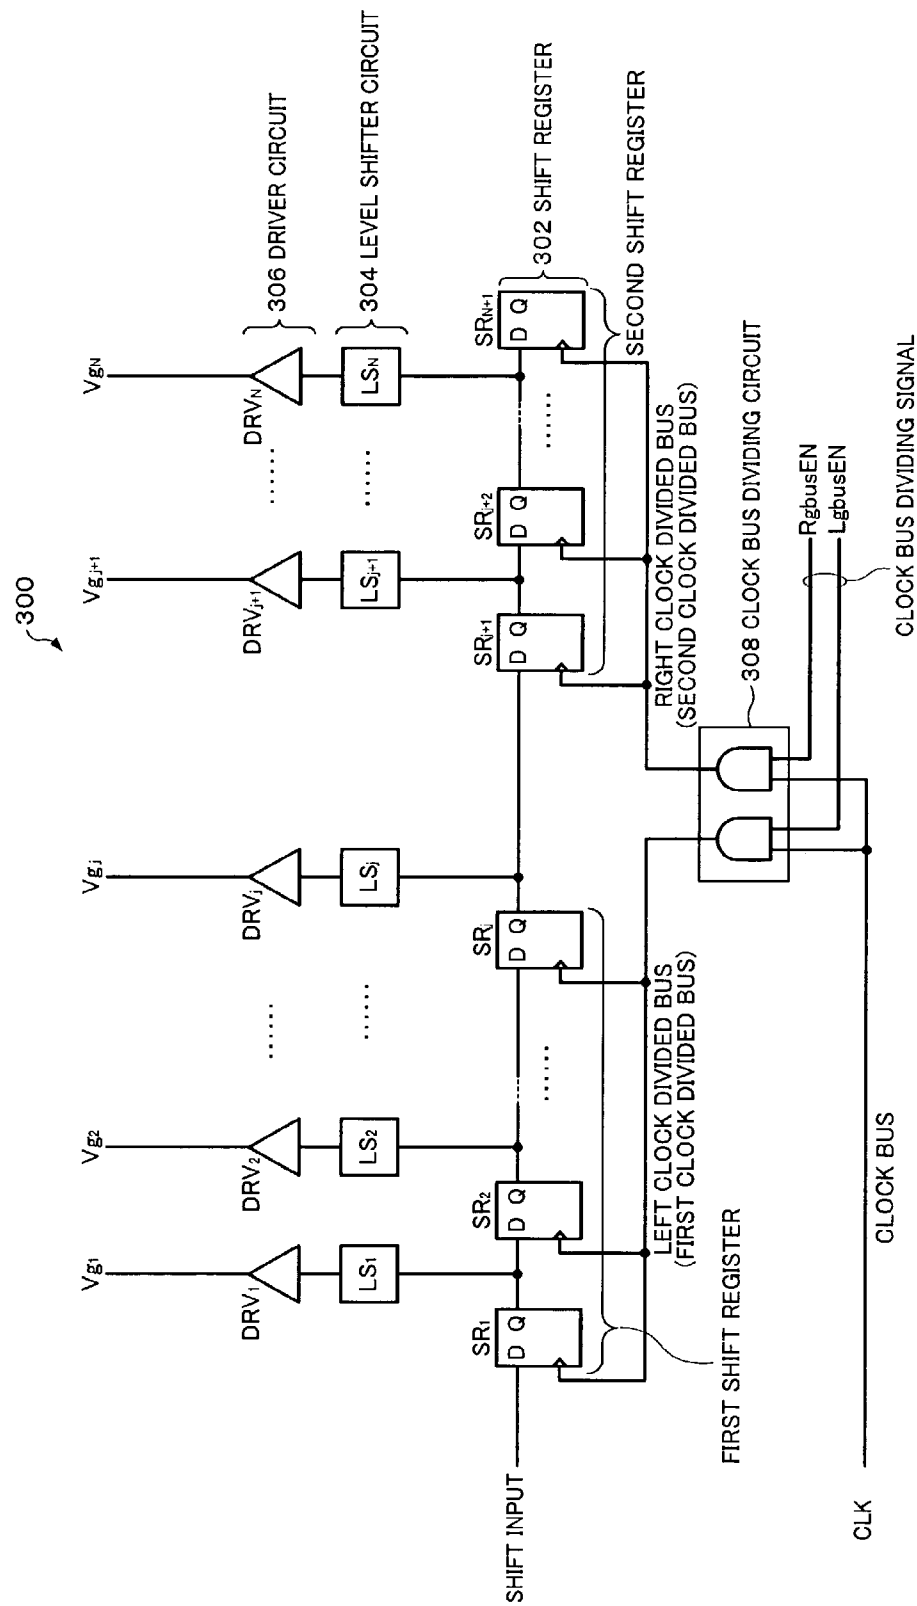 300
Vg1
Vg2
Vgj
Vgj+1
VgN
DRV1
DRV2
DRVj
DRVj+1
DRVN
306 DRIVER CIRCUIT
......
......
LS1
LS2
LSj
LSj+1
LSN
304 LEVEL SHIFTER CIRCUIT
......
......
SR1
SR2
SRj
SRj+1
SRj+2
SRN+1
SHIFT INPUT
D Q
D Q
D Q
D Q
D Q
D Q
302 SHIFT REGISTER
......
......
SECOND SHIFT REGISTER
LEFT CLOCK DIVIDED BUS
(FIRST CLOCK DIVIDED BUS)
RIGHT CLOCK DIVIDED BUS
(SECOND CLOCK DIVIDED BUS)
FIRST SHIFT REGISTER
308 CLOCK BUS DIVIDING CIRCUIT
RgbusEN
LgbusEN
CLOCK BUS DIVIDING SIGNAL
CLK
CLOCK BUS